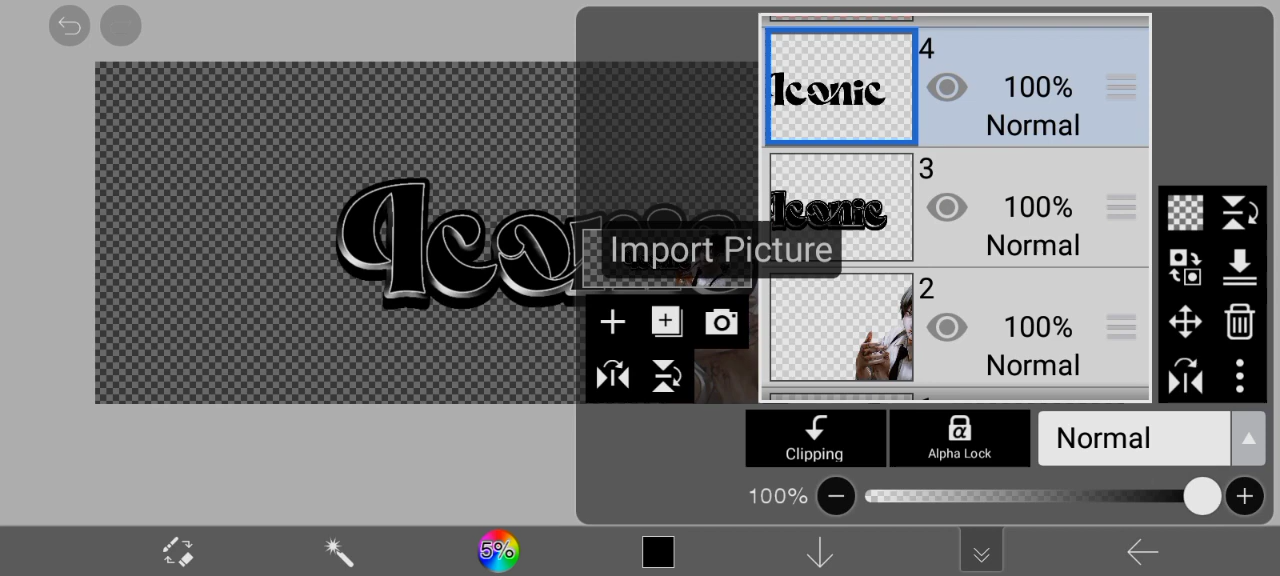 4
Iconic
100%
Normal
3
Iconic
100%
Normal
Iconic
Import Picture
2
100%
Normal
Clipping
α
Alpha Lock
Normal
100%
5%